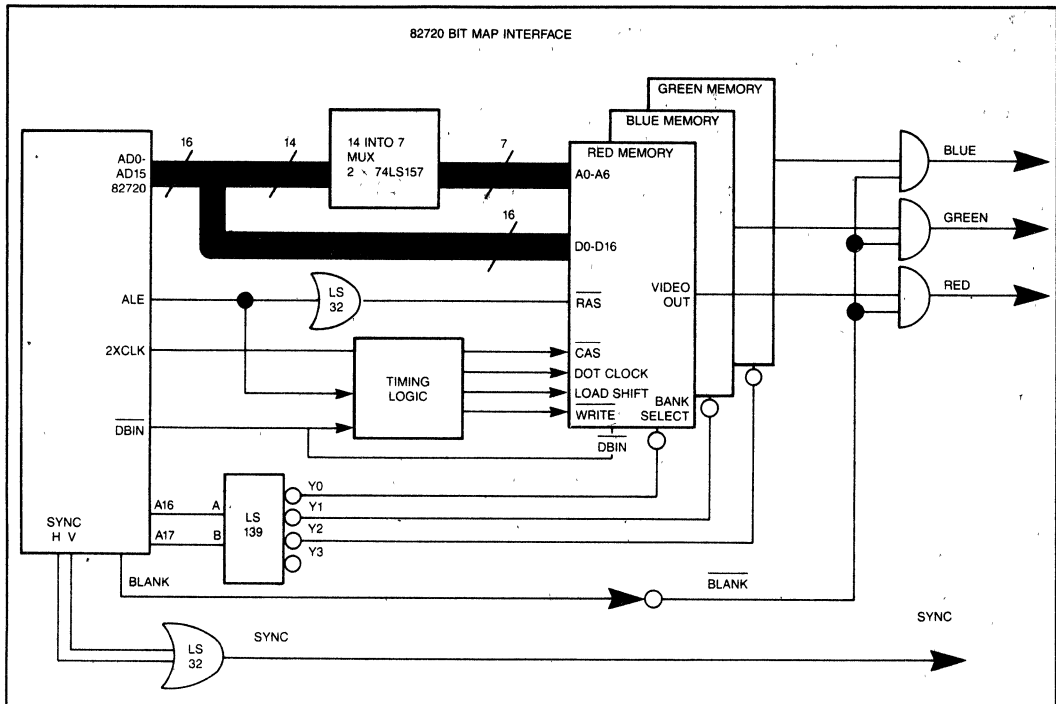 82720 BIT MAP INTERFACE
GREEN MEMORY
BLUE MEMORY
RED MEMORY
16
14
14 INTO 7
MUX
2 × 74LS157
7
AD0-
AD15
82720
A0-A6
16
D0-D16
BLUE
GREEN
RED
ALE
LS
32
RAS
VIDEO
OUT
2XCLK
TIMING
LOGIC
CAS
DOT CLOCK
LOAD SHIFT
WRITE
BANK
SELECT
DBIN
DBIN
A16
A17
A
B
LS
139
Y0
Y1
Y2
Y3
SYNC
H V
BLANK
BLANK
LS
32
SYNC
SYNC